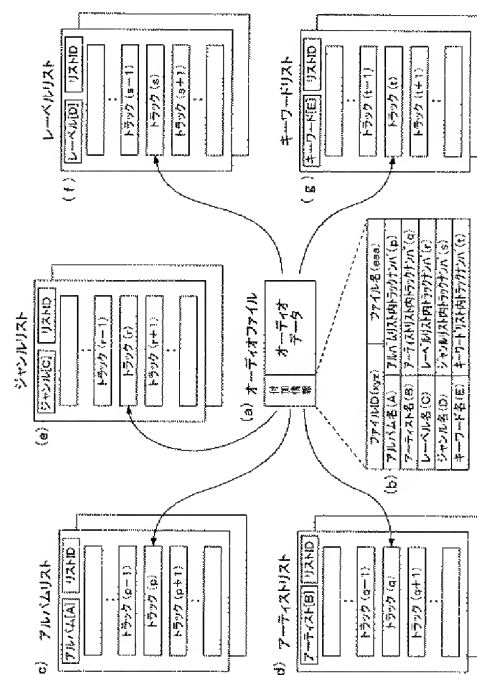 (c) アルバムリスト
アルバム[A] リストID
トラック(p−1)
トラック(p)
トラック(p+1)
(e) ジャンルリスト
ジャンル[C] リストID
トラック(r−1)
トラック(r)
トラック(r+1)
(f) レーベルリスト
レーベル[D] リストID
トラック(s−1)
トラック(s)
トラック(s+1)
(a) オーディオファイル
付加情報
オーディオデータ
(d) アーティストリスト
アーティスト[B] リストID
トラック(q−1)
トラック(q)
トラック(q+1)
(b)
ファイルID(xyz) ファイル名(aaa)
アルバム名(A) アルバムリスト内トラックナンバ(p)
アーティスト名(B) アーティストリスト内トラックナンバ(q)
レーベル名(C) レーベルリスト内トラックナンバ(r)
ジャンル名(D) ジャンルリスト内トラックナンバ(s)
キーワード名(E) キーワードリスト内トラックナンバ(t)
(g) キーワードリスト
キーワード[E] リストID
トラック(t−1)
トラック(t)
トラック(t+1)